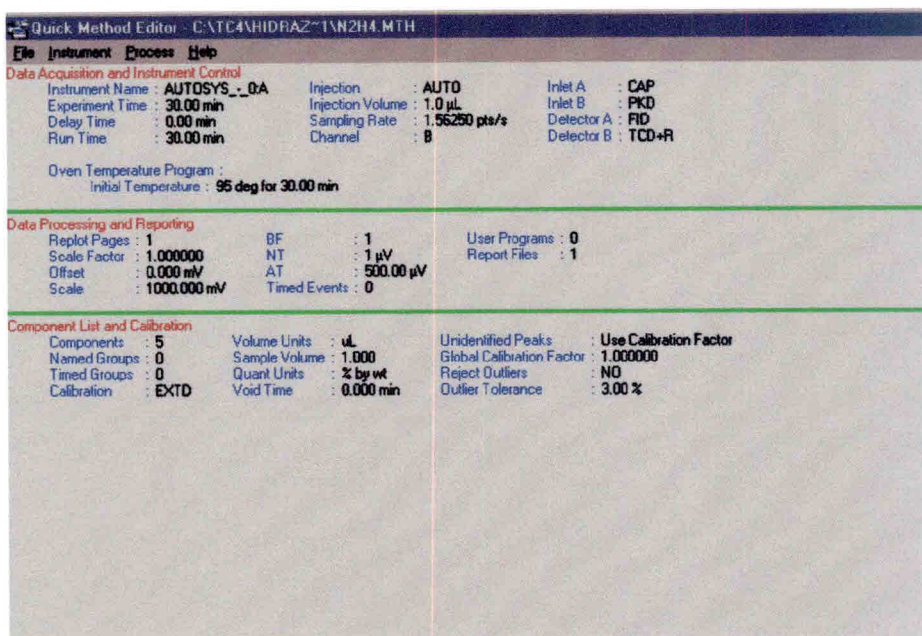 Quick Method Editor - C:\TC4\HIDRAZ~1\N2H4.MTH
File Instrument Process Help
Data Acquisition and Instrument Control
Instrument Name : AUTOSYS_-_0:A Injection : AUTO Inlet A : CAP
Experiment Time : 30.00 min Injection Volume : 1.0 µL Inlet B : PKD
Delay Time : 0.00 min Sampling Rate : 1.56250 pts/s Detector A : FID
Run Time : 30.00 min Channel : B Detector B : TCD+R
Oven Temperature Program :
Initial Temperature : 95 deg for 30.00 min
Data Processing and Reporting
Replot Pages : 1 BF : 1 User Programs : 0
Scale Factor : 1.000000 NT : 1 µV Report Files : 1
Offset : 0.000 mV AT : 500.00 µV
Scale : 1000.000 mV Timed Events : 0
Component List and Calibration
Components : 5 Volume Units : uL Unidentified Peaks : Use Calibration Factor
Named Groups : 0 Sample Volume : 1.000 Global Calibration Factor : 1.000000
Timed Groups : 0 Quant Units : % by wt Reject Outliers : NO
Calibration : EXTD Void Time : 0.000 min Outlier Tolerance : 3.00 %